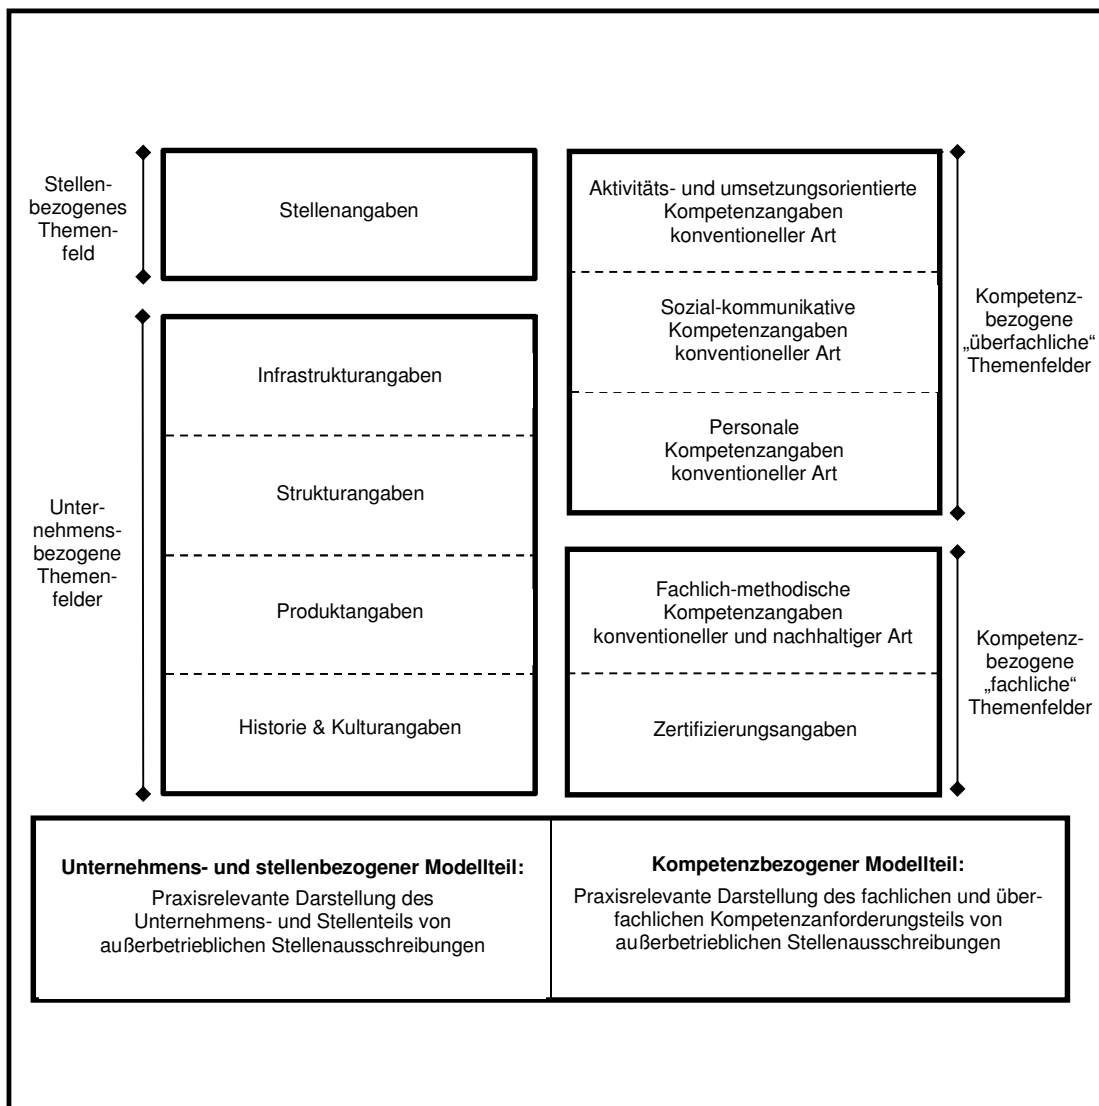 Stellen-
bezogenes
Themen-
feld
Stellenangaben
Unter-
nehmens-
bezogene
Themen-
felder
Infrastrukturangaben
Strukturangaben
Produktangaben
Historie & Kulturangaben
Aktivitäts- und umsetzungsorientierte
Kompetenzangaben
konventioneller Art
Sozial-kommunikative
Kompetenzangaben
konventioneller Art
Personale
Kompetenzangaben
konventioneller Art
Kompetenz-
bezogene
„überfachliche“
Themenfelder
Fachlich-methodische
Kompetenzangaben
konventioneller und nachhaltiger Art
Zertifizierungsangaben
Kompetenz-
bezogene
„fachliche“
Themenfelder
Unternehmens- und stellenbezogener Modellteil:
Praxisrelevante Darstellung des
Unternehmens- und Stellenteils von
außerbetrieblichen Stellenausschreibungen
Kompetenzbezogener Modellteil:
Praxisrelevante Darstellung des fachlichen und über-
fachlichen Kompetenzanforderungsteils von
außerbetrieblichen Stellenausschreibungen